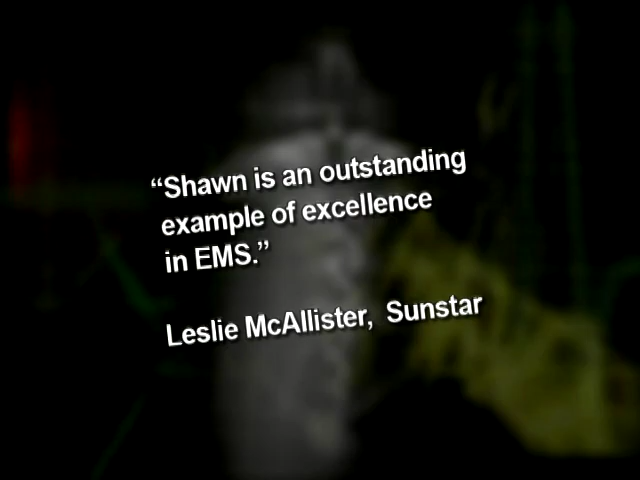 “Shawn is an outstanding
example of excellence
in EMS.”
Leslie McAllister, Sunstar